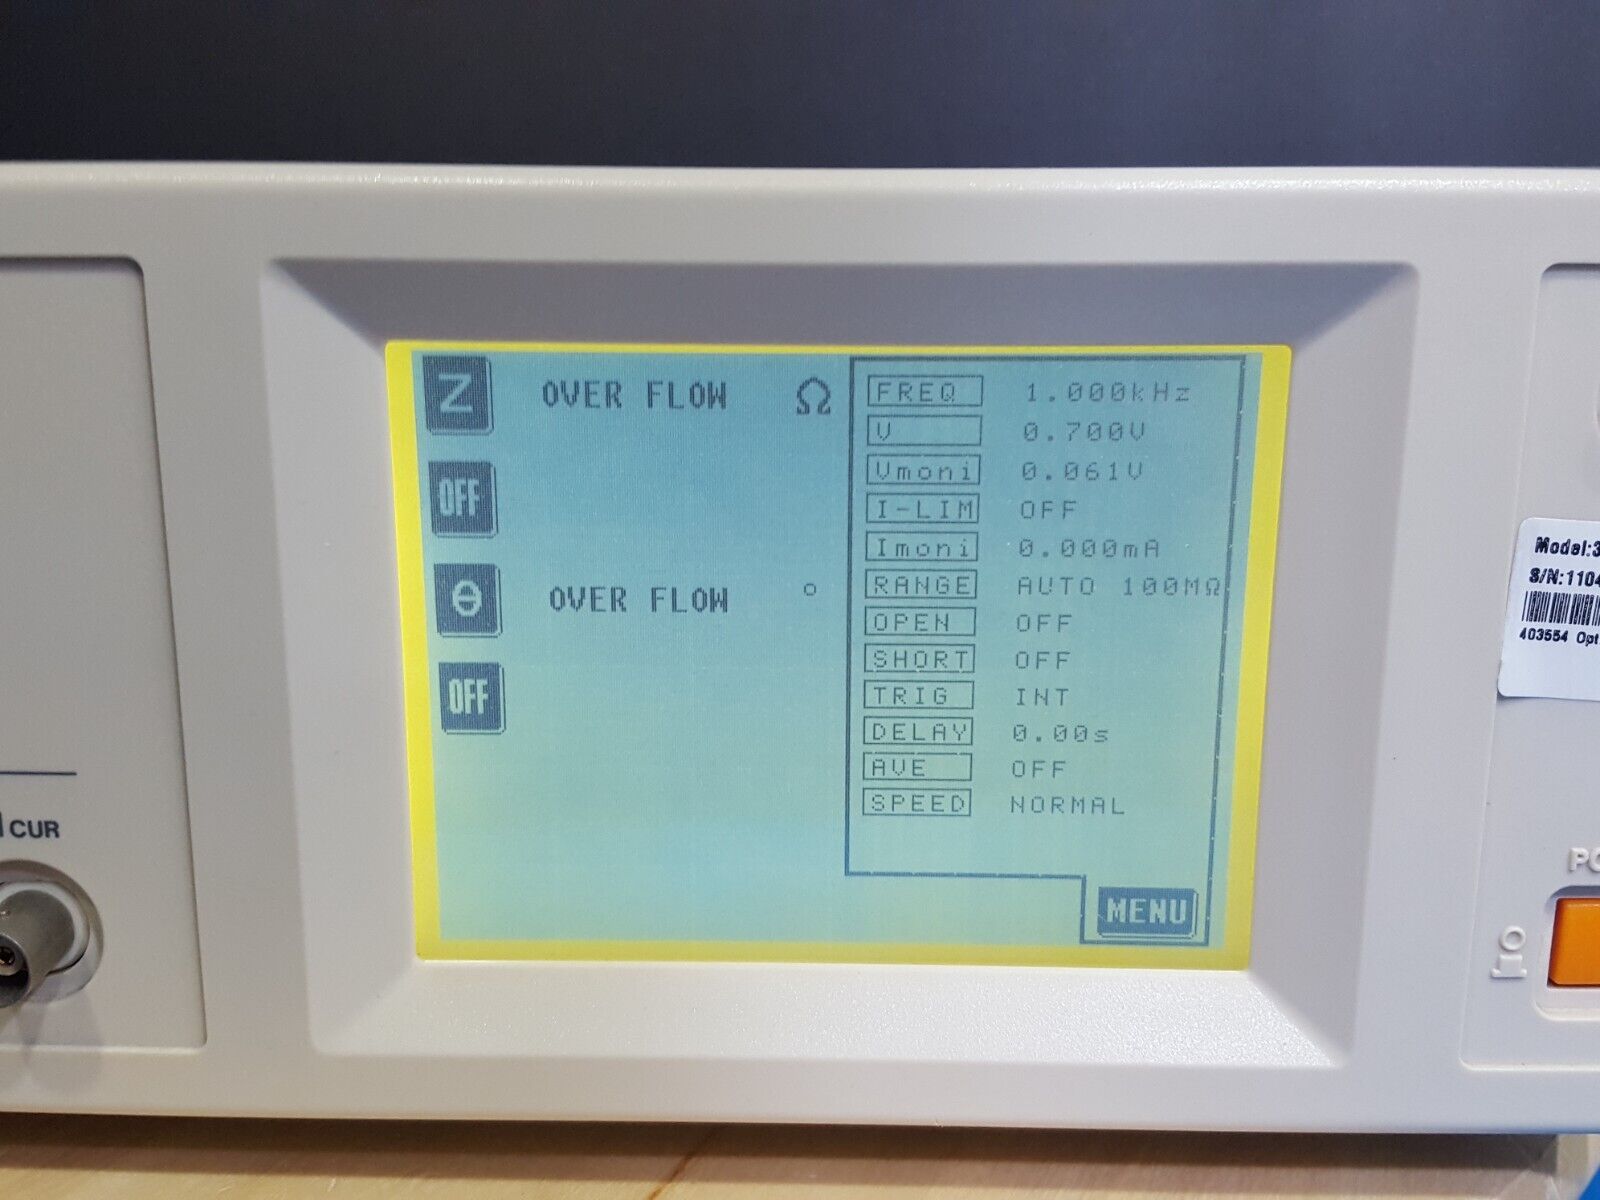 Z OVER FLOW Ω
OFF
θ OVER FLOW °
OFF
FREQ 1.000kHz
V 0.700V
Vmoni 0.061V
I-LIM OFF
Imoni 0.000mA
RANGE AUTO 100MΩ
OPEN OFF
SHORT OFF
TRIG INT
DELAY 0.00s
AVE OFF
SPEED NORMAL
MENU
CUR
Model:3
S/N:1104
403554 Opt
PO